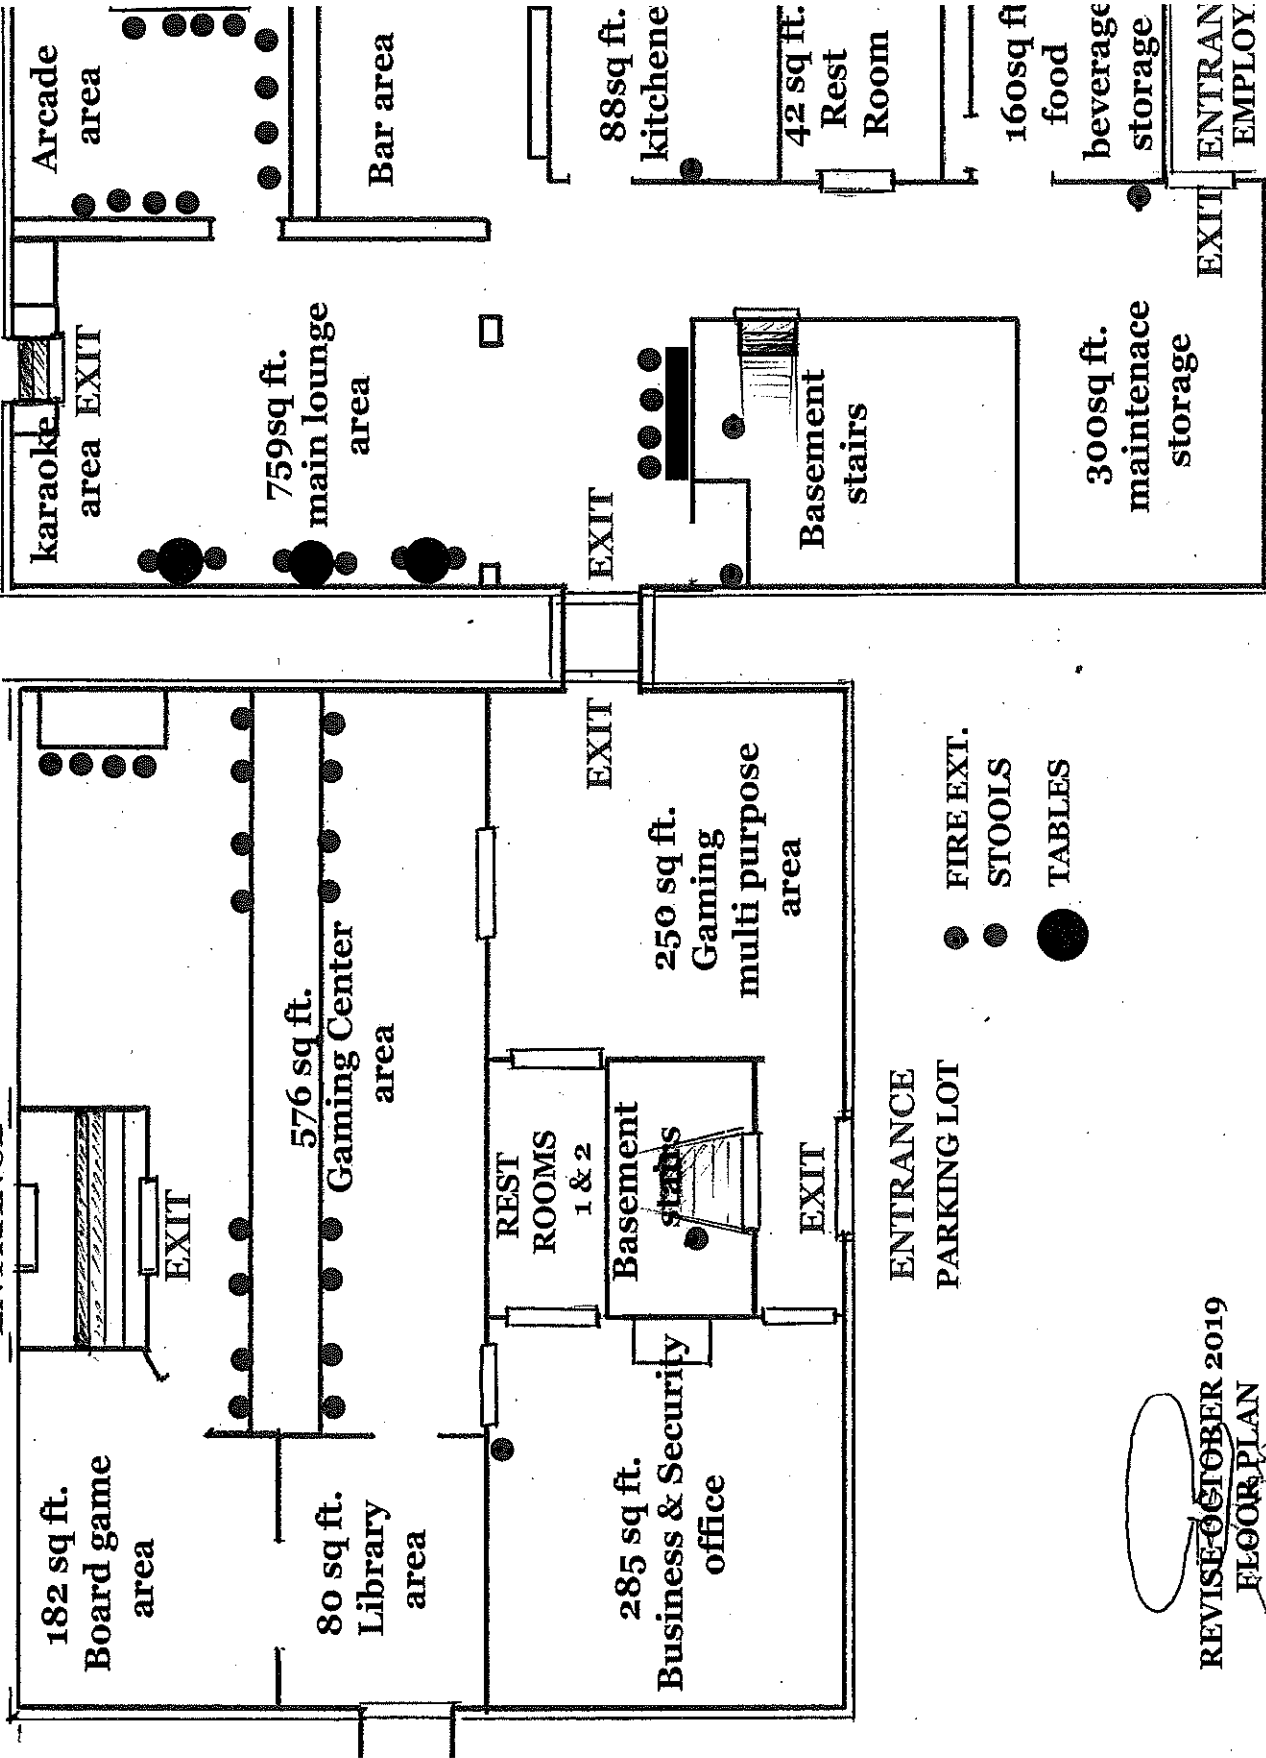 182 sq ft.
Board game
area
80 sq ft.
Library
area
285 sq ft.
Business & Security
office
EXIT
576 sq ft.
Gaming Center
area
REST
ROOMS
1 & 2
Basement
stairs
EXIT
ENTRANCE
PARKING LOT
250 sq ft.
Gaming
multi purpose
area
EXIT
FIRE EXT.
STOOLS
TABLES
REVISE OCTOBER 2019
FLOOR PLAN
karaoke
area
EXIT
759sq ft.
main lounge
area
EXIT
Basement
stairs
300sq ft.
maintenace
storage
EXIT
Arcade
area
Bar area
88sq ft.
kitchene
42 sq ft.
Rest
Room
160sq ft
food
beverage
storage
ENTRAN
EMPLOY